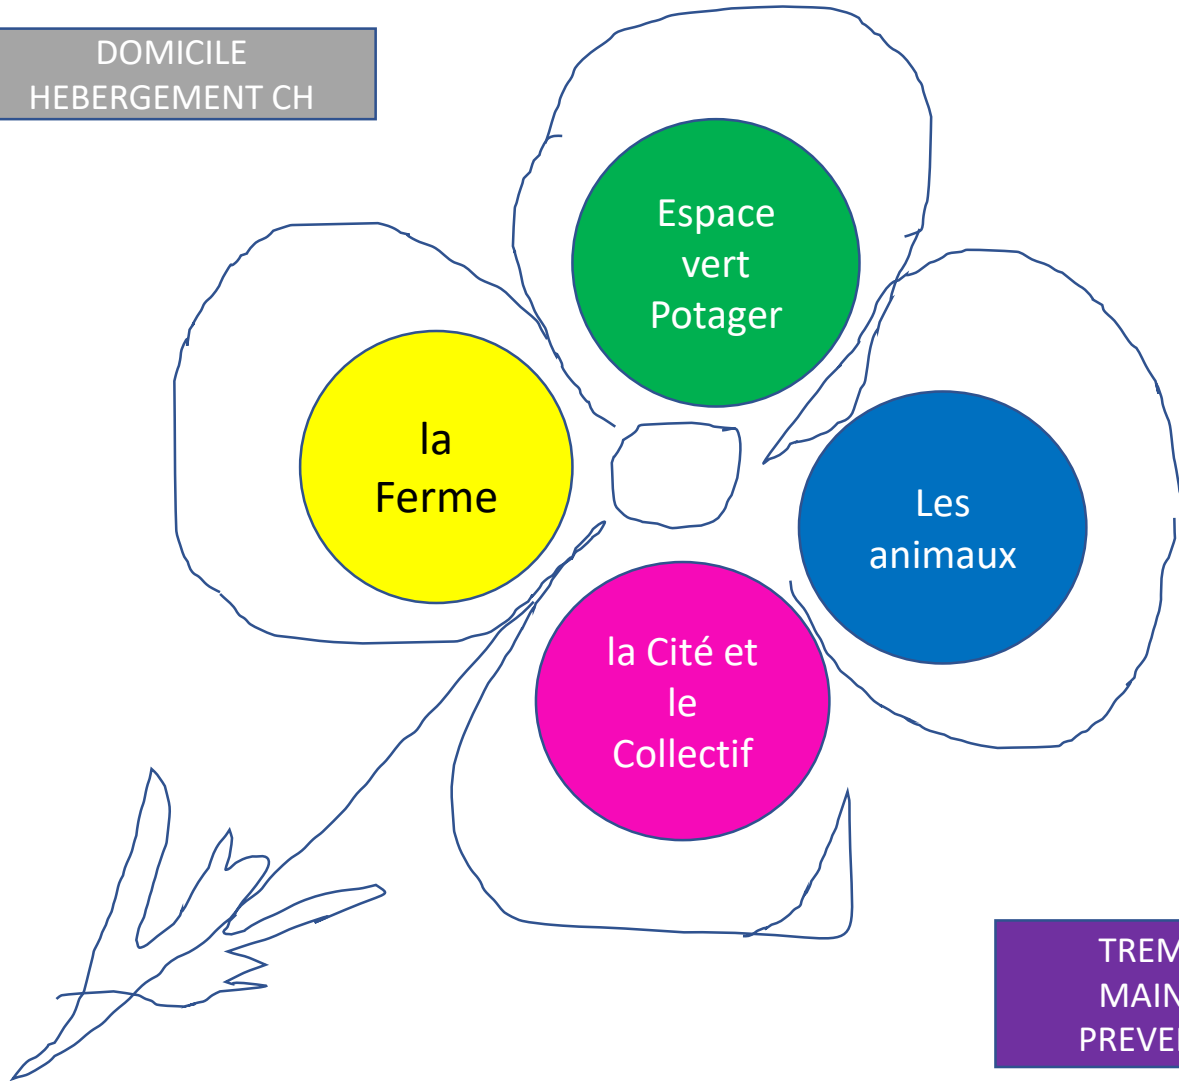 DOMICILE
HEBERGEMENT CH
Espace
vert
Potager
la
Ferme
Les
animaux
la Cité et
le
Collectif